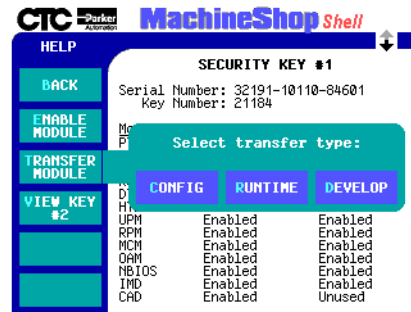 CTC Parker Automation MachineShop Shell
HELP
SECURITY KEY #1
BACK
Serial Number: 32191-10110-84601
Key Number: 21184
ENABLE MODULE
Select transfer type:
TRANSFER MODULE
CONFIG RUNTIME DEVELOP
VIEW KEY #2
UPM Enabled Enabled
RPM Enabled Enabled
MCM Enabled Enabled
OAM Enabled Enabled
NBIOS Enabled Enabled
IMD Enabled Enabled
CAD Enabled Unused